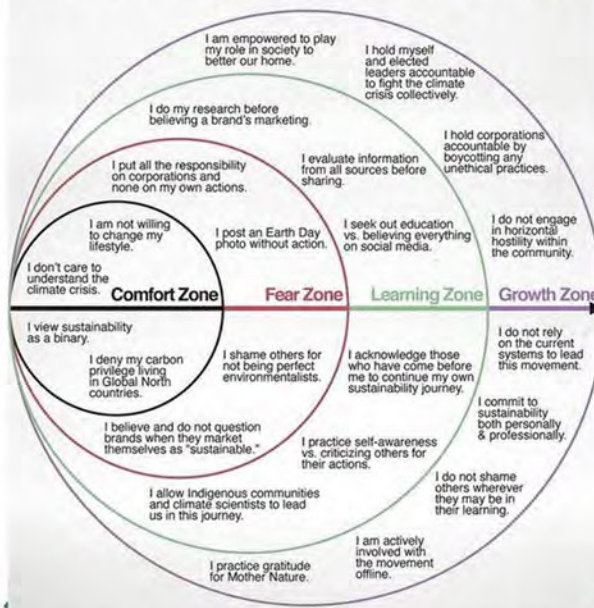 I am empowered to play
my role in society to
better our home.
I hold myself
and elected
leaders accountable
to fight the climate
crisis collectively.
I do my research before
believing a brand's marketing.
I hold corporations
accountable by
boycotting any
unethical practices.
I put all the responsibility
on corporations and
none on my own actions.
I evaluate information
from all sources before
sharing.
I am not willing
to change my
lifestyle.
I post an Earth Day
photo without action.
I seek out education
vs. believing everything
on social media.
I do not engage
in horizontal
hostility within
the community.
I don't care to
understand the
climate crisis.
Comfort Zone
Fear Zone
Learning Zone
Growth Zone
I view sustainability
as a binary.
I deny my carbon
privilege living
in Global North
countries.
I shame others for
not being perfect
environmentalists.
I acknowledge those
who have come before
me to continue my own
sustainability journey.
I do not rely
on the current
systems to lead
this movement.
I believe and do not question
brands when they market
themselves as "sustainable."
I practice self-awareness
vs. criticizing others for
their actions.
I commit to
sustainability
both personally
& professionally.
I allow Indigenous communities
and climate scientists to lead
us in this journey.
I do not shame
others wherever
they may be in
their learning.
I practice gratitude
for Mother Nature.
I am actively
involved with
the movement
offline.